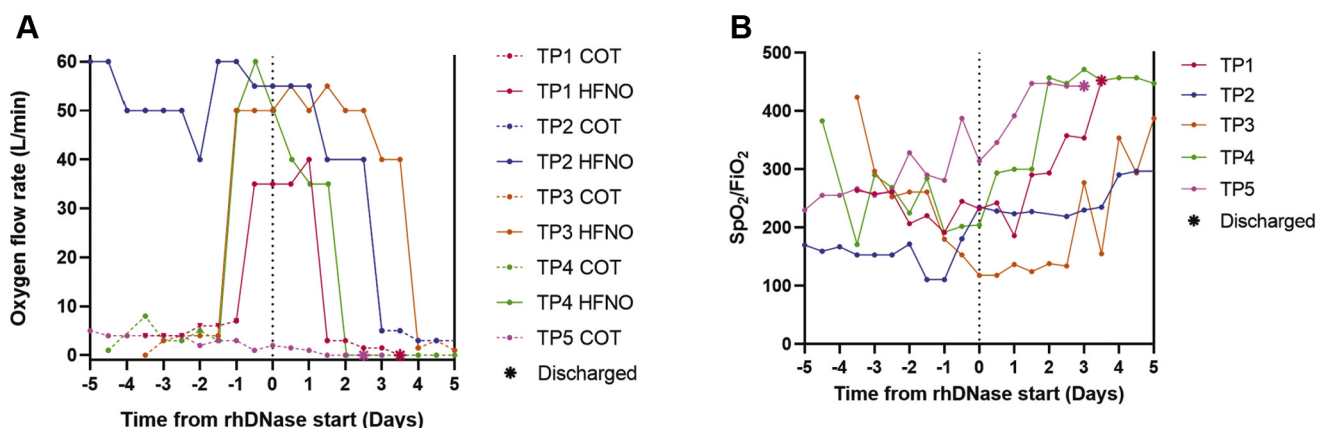 A
Oxygen flow rate (L/min)
60
50
40
30
20
10
0
-5 -4 -3 -2 -1 0 1 2 3 4 5
Time from rhDNase start (Days)
TP1 COT
TP1 HFNO
TP2 COT
TP2 HFNO
TP3 COT
TP3 HFNO
TP4 COT
TP4 HFNO
TP5 COT
Discharged
B
SpO₂/FiO₂
500
400
300
200
100
0
-5 -4 -3 -2 -1 0 1 2 3 4 5
Time from rhDNase start (Days)
TP1
TP2
TP3
TP4
TP5
Discharged